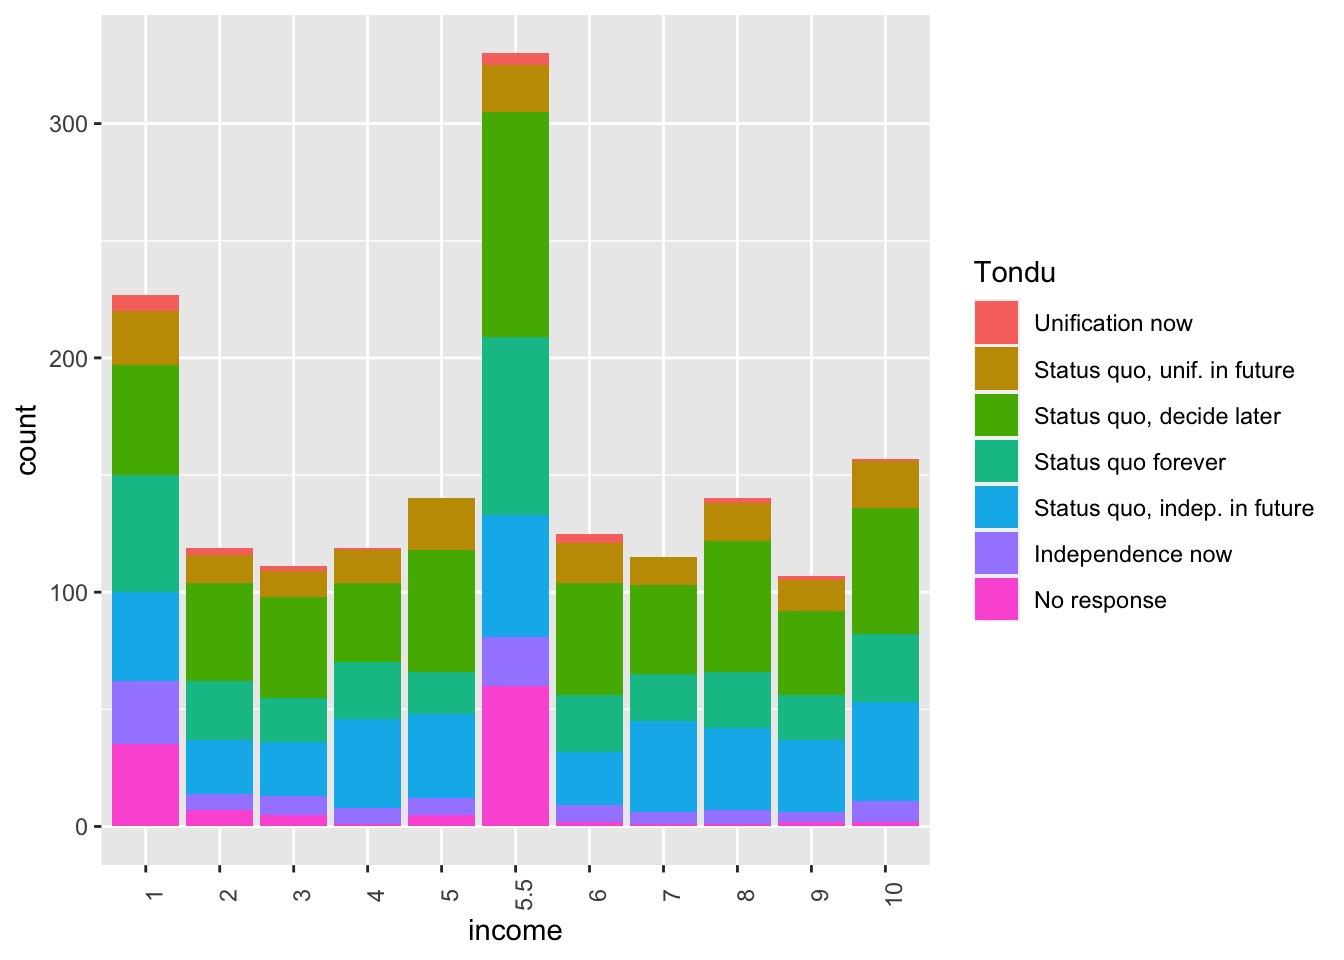 300
200
100
0
count
1
2
3
4
5
5.5
6
7
8
9
10
income
Tondu
Unification now
Status quo, unif. in future
Status quo, decide later
Status quo forever
Status quo, indep. in future
Independence now
No response